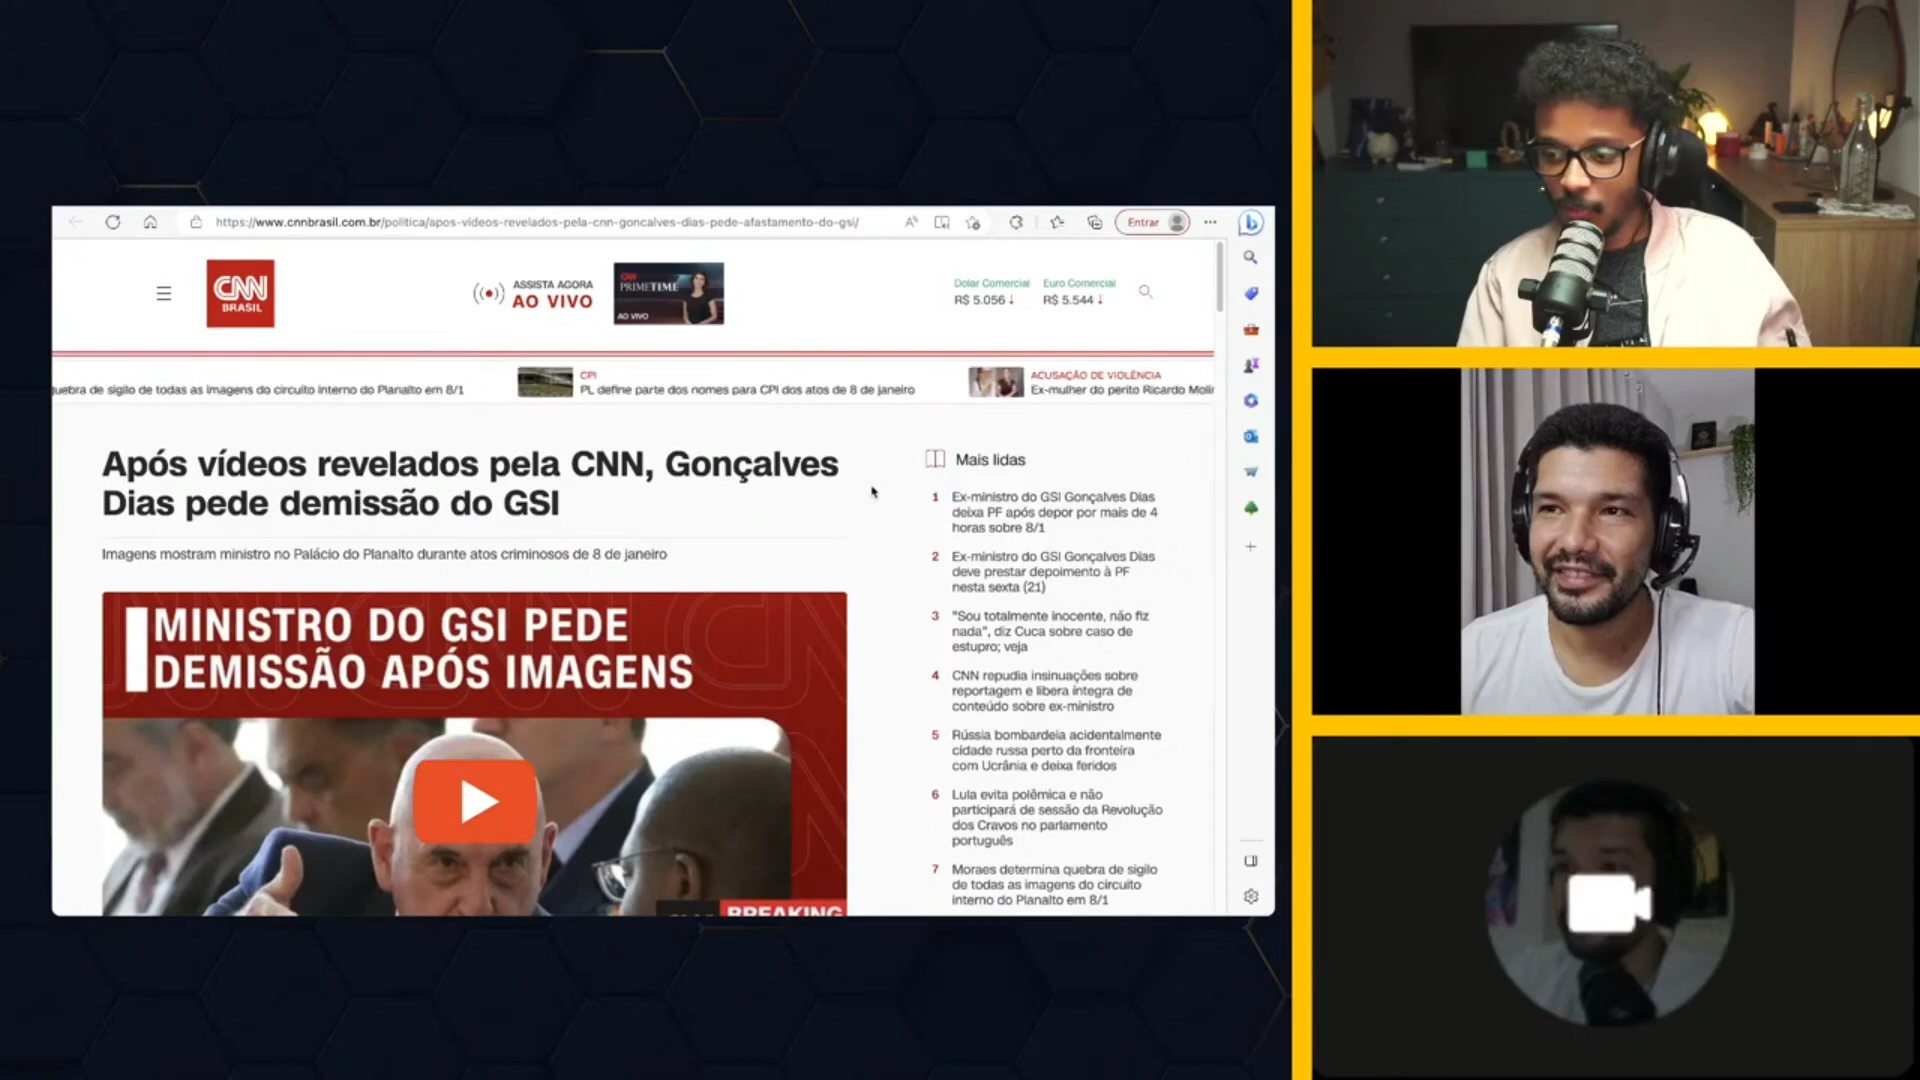 https://www.cnnbrasil.com.br/politica/apos-videos-revelados-pela-cnn-goncalves-dias-pede-afastamento-do-gsi/
Entrar
CNN
BRASIL
ASSISTA AGORA
AO VIVO
CNN
PRIMETIME
AO VIVO
Dolar Comercial
R$ 5.056
Euro Comercial
R$ 5.544
quebra de sigilo de todas as imagens do circuito interno do Planalto em 8/1
CPI
PL define parte dos nomes para CPI dos atos de 8 de janeiro
ACUSAÇÃO DE VIOLÊNCIA
Ex-mulher do perito Ricardo Molin
Após vídeos revelados pela CNN, Gonçalves
Dias pede demissão do GSI
Imagens mostram ministro no Palácio do Planalto durante atos criminosos de 8 de janeiro
MINISTRO DO GSI PEDE
DEMISSÃO APÓS IMAGENS
BREAKING
Mais lidas
1 Ex-ministro do GSI Gonçalves Dias
deixa PF após depor por mais de 4
horas sobre 8/1
2 Ex-ministro do GSI Gonçalves Dias
deve prestar depoimento à PF
nesta sexta (21)
3 "Sou totalmente inocente, não fiz
nada", diz Cuca sobre caso de
estupro; veja
4 CNN repudia insinuações sobre
reportagem e libera íntegra de
conteúdo sobre ex-ministro
5 Rússia bombardeia acidentalmente
cidade russa perto da fronteira
com Ucrânia e deixa feridos
6 Lula evita polêmica e não
participará de sessão da Revolução
dos Cravos no parlamento
português
7 Moraes determina quebra de sigilo
de todas as imagens do circuito
interno do Planalto em 8/1